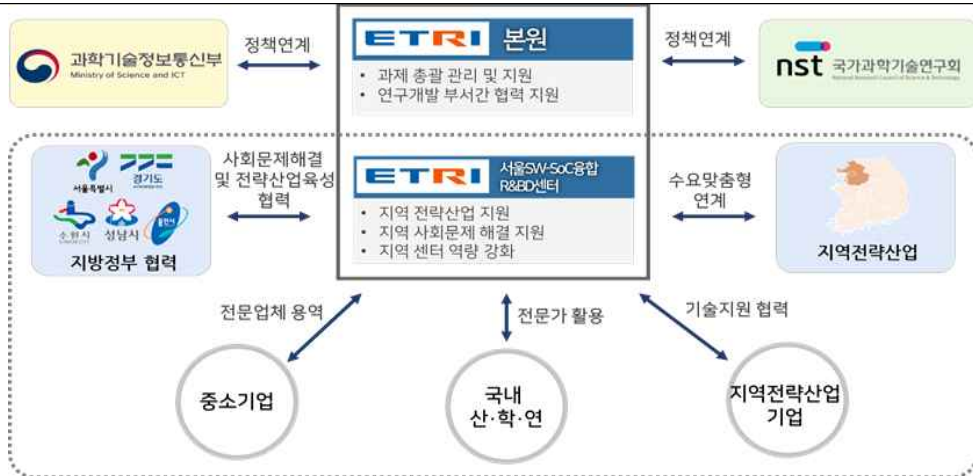 과학기술정보통신부
Ministry of Science and ICT
정책연계
ETRI 본원
• 과제 총괄 관리 및 지원
• 연구개발 부서간 협력 지원
정책연계
nst 국가과학기술연구회
National Research Council of Science & Technology
서울특별시
경기도
수원시
성남시
용인시
지방정부 협력
사회문제해결
및 전략산업육성
협력
ETRI 서울SW-SoC융합
R&BD센터
• 지역 전략산업 지원
• 지역 사회문제 해결 지원
• 지역 센터 역량 강화
수요맞춤형
연계
지역전략산업
전문업체 용역
전문가 활용
기술지원 협력
중소기업
국내
산·학·연
지역전략산업
기업